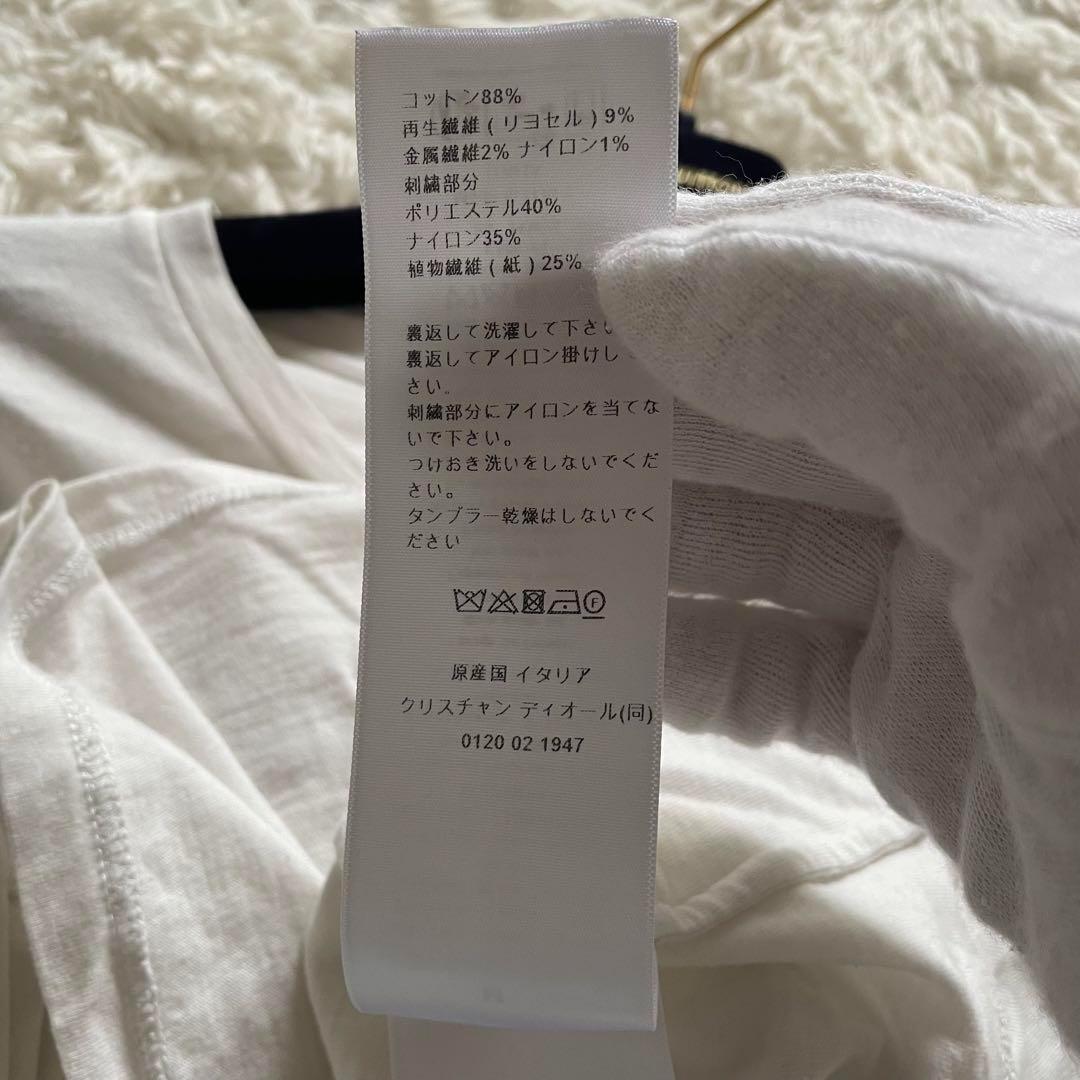 コットン88%
再生繊維 ( リヨセル ) 9%
金属繊維2% ナイロン1%
刺繍部分
ポリエステル40%
ナイロン35%
植物繊維 ( 紙 ) 25%
裏返して洗濯して下さい
裏返してアイロン掛けし
さい。
刺繍部分にアイロンを当てな
いで下さい。
つけおき洗いをしないでくだ
さい。
タンブラー乾燥はしないでく
ださい
F
原産国 イタリア
クリスチャン ディオール(同)
0120 02 1947